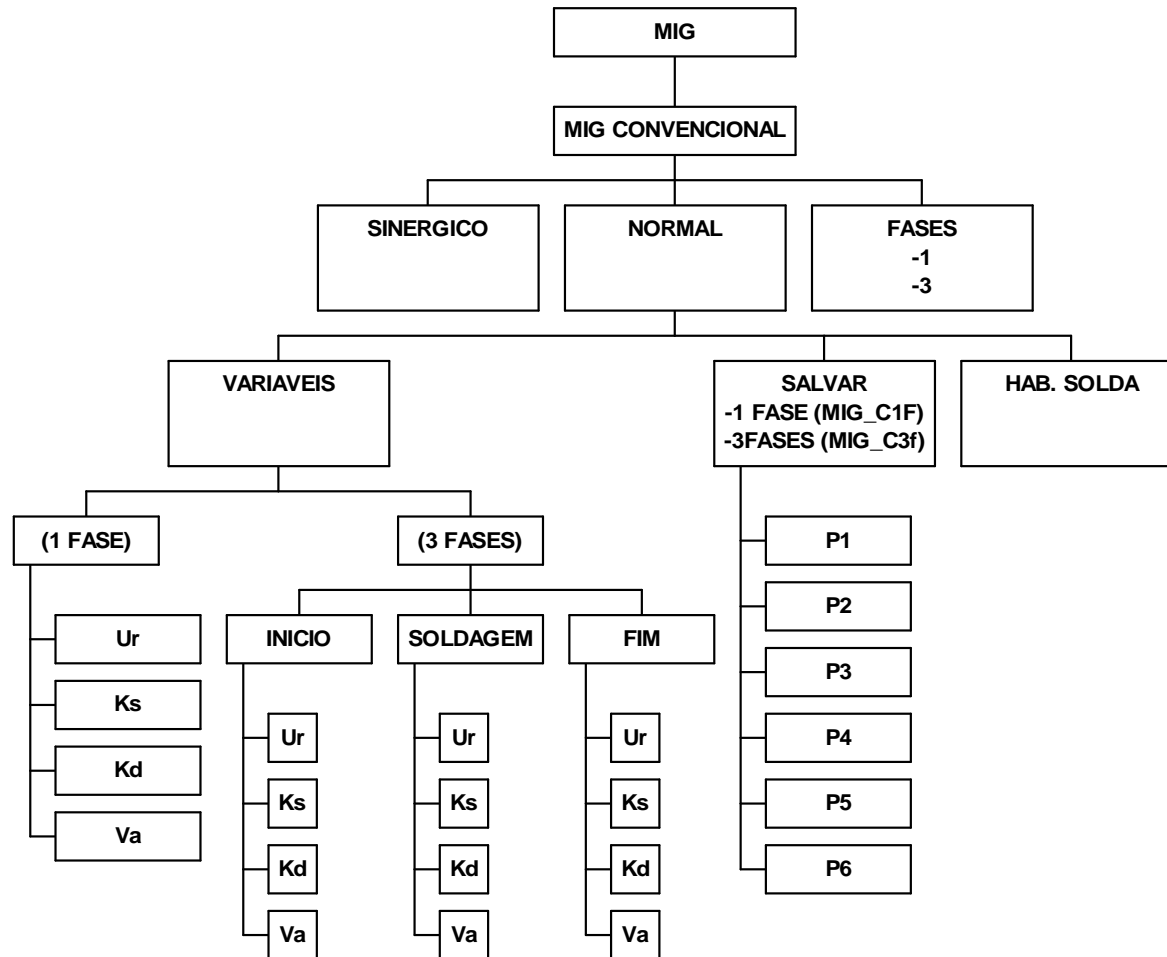 MIG
MIG CONVENCIONAL
SINERGICO
NORMAL
FASES
-1
-3
VARIAVEIS
SALVAR
-1 FASE (MIG_C1F)
-3FASES (MIG_C3f)
HAB. SOLDA
(1 FASE)
Ur
Ks
Kd
Va
(3 FASES)
INICIO
Ur
Ks
Kd
Va
SOLDAGEM
Ur
Ks
Kd
Va
FIM
Ur
Ks
Kd
Va
P1
P2
P3
P4
P5
P6